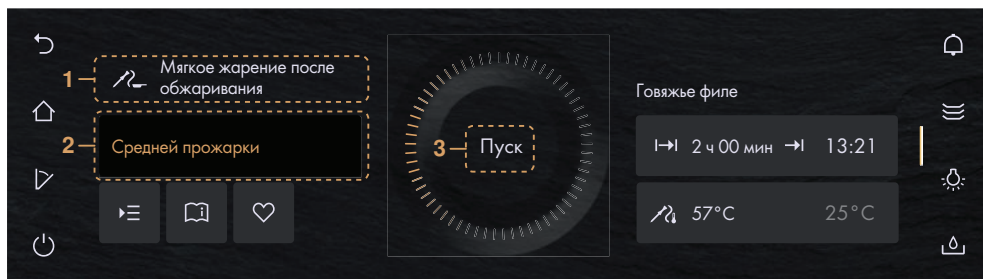 1
Мягкое жарение после
обжаривания
2
Средней прожарки
3
Пуск
Говяжье филе
2 ч 00 мин 13:21
57°C 25°C